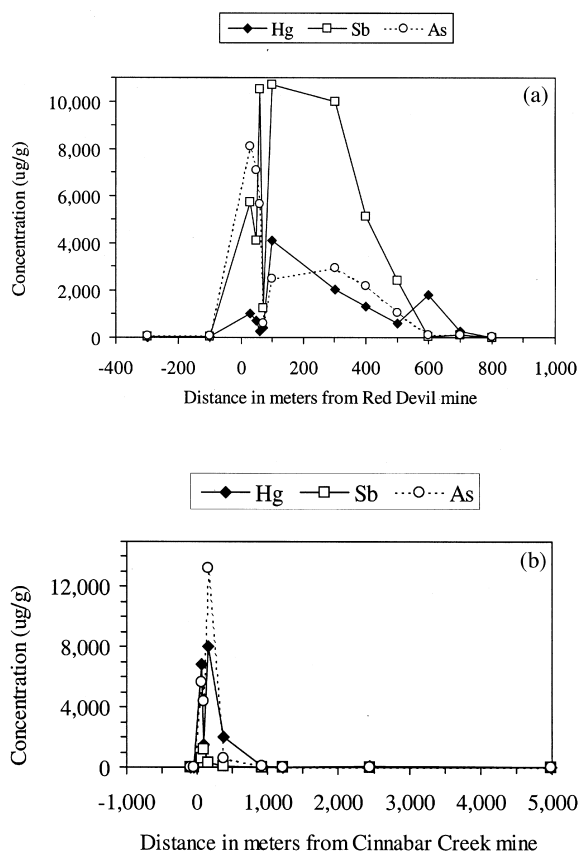 Hg Sb As
(a)
10,000
8,000
6,000
4,000
2,000
0
Concentration (ug/g)
-400 -200 0 200 400 600 800 1,000
Distance in meters from Red Devil mine
Hg Sb As
(b)
12,000
8,000
4,000
0
Concentration (ug/g)
-1,000 0 1,000 2,000 3,000 4,000 5,000
Distance in meters from Cinnabar Creek mine